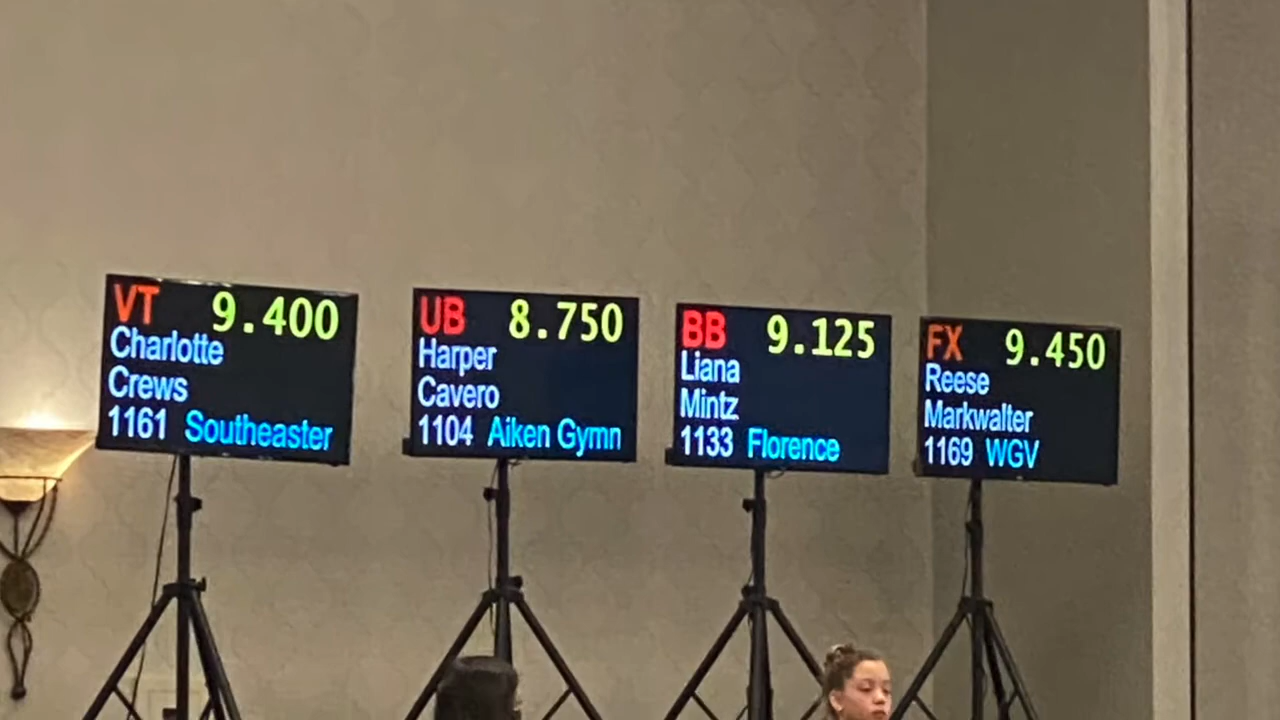 VT 9.400
Charlotte
Crews
1161 Southeaster
UB 8.750
Harper
Cavero
1104 Aiken Gymn
BB 9.125
Liana
Mintz
1133 Florence
FX 9.450
Reese
Markwalter
1169 WGV